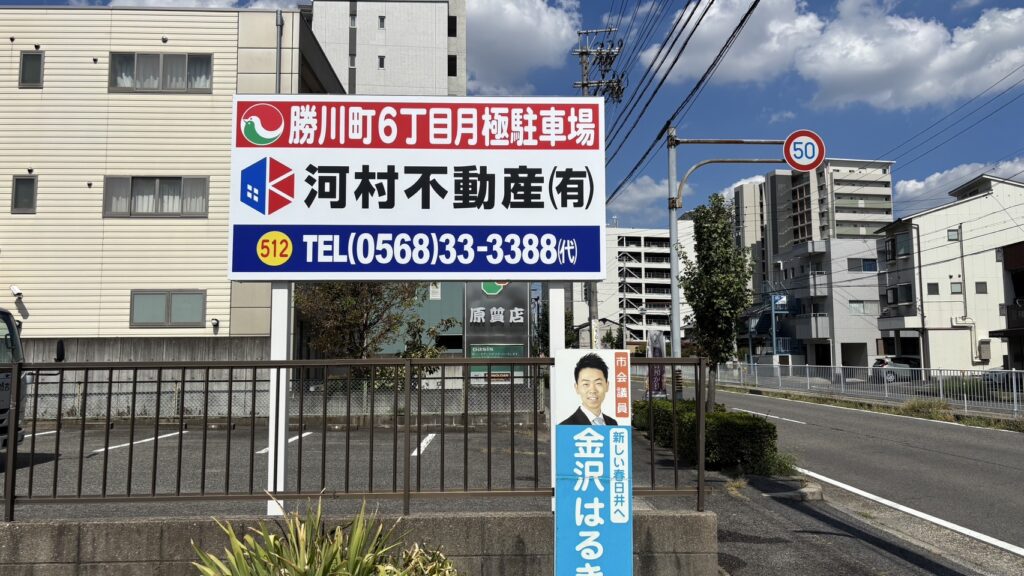 勝川町6丁目月極駐車場
河村不動産(有)
512 TEL(0568)33-3388㈹
50
原質店
市会議員
新しい春日井へ
金沢はるき